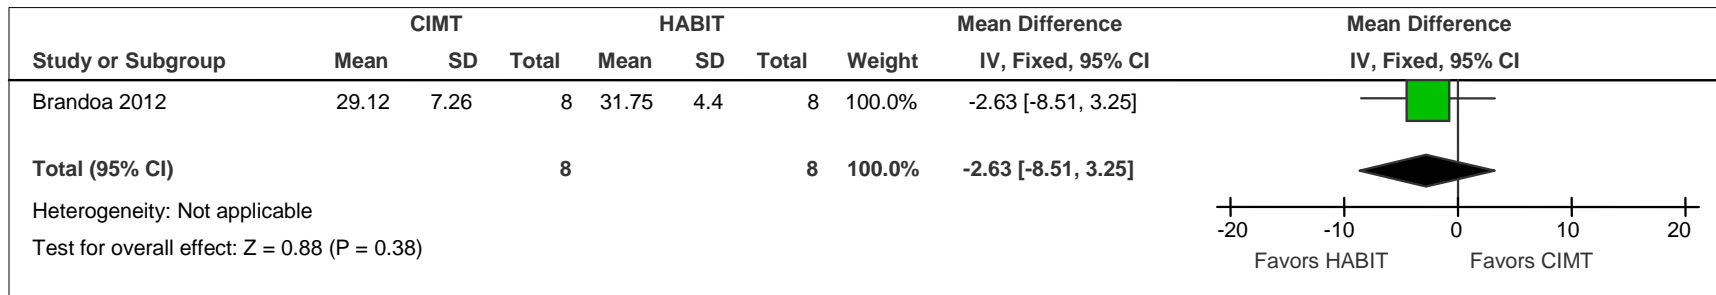 CIMT HABIT Mean Difference Mean Difference
Study or Subgroup Mean SD Total Mean SD Total Weight IV, Fixed, 95% CI IV, Fixed, 95% CI
Brandoa 2012 29.12 7.26 8 31.75 4.4 8 100.0% -2.63 [-8.51, 3.25]
Total (95% CI) 8 8 100.0% -2.63 [-8.51, 3.25]
Heterogeneity: Not applicable
Test for overall effect: Z = 0.88 (P = 0.38)
-20 -10 0 10 20
Favors HABIT Favors CIMT